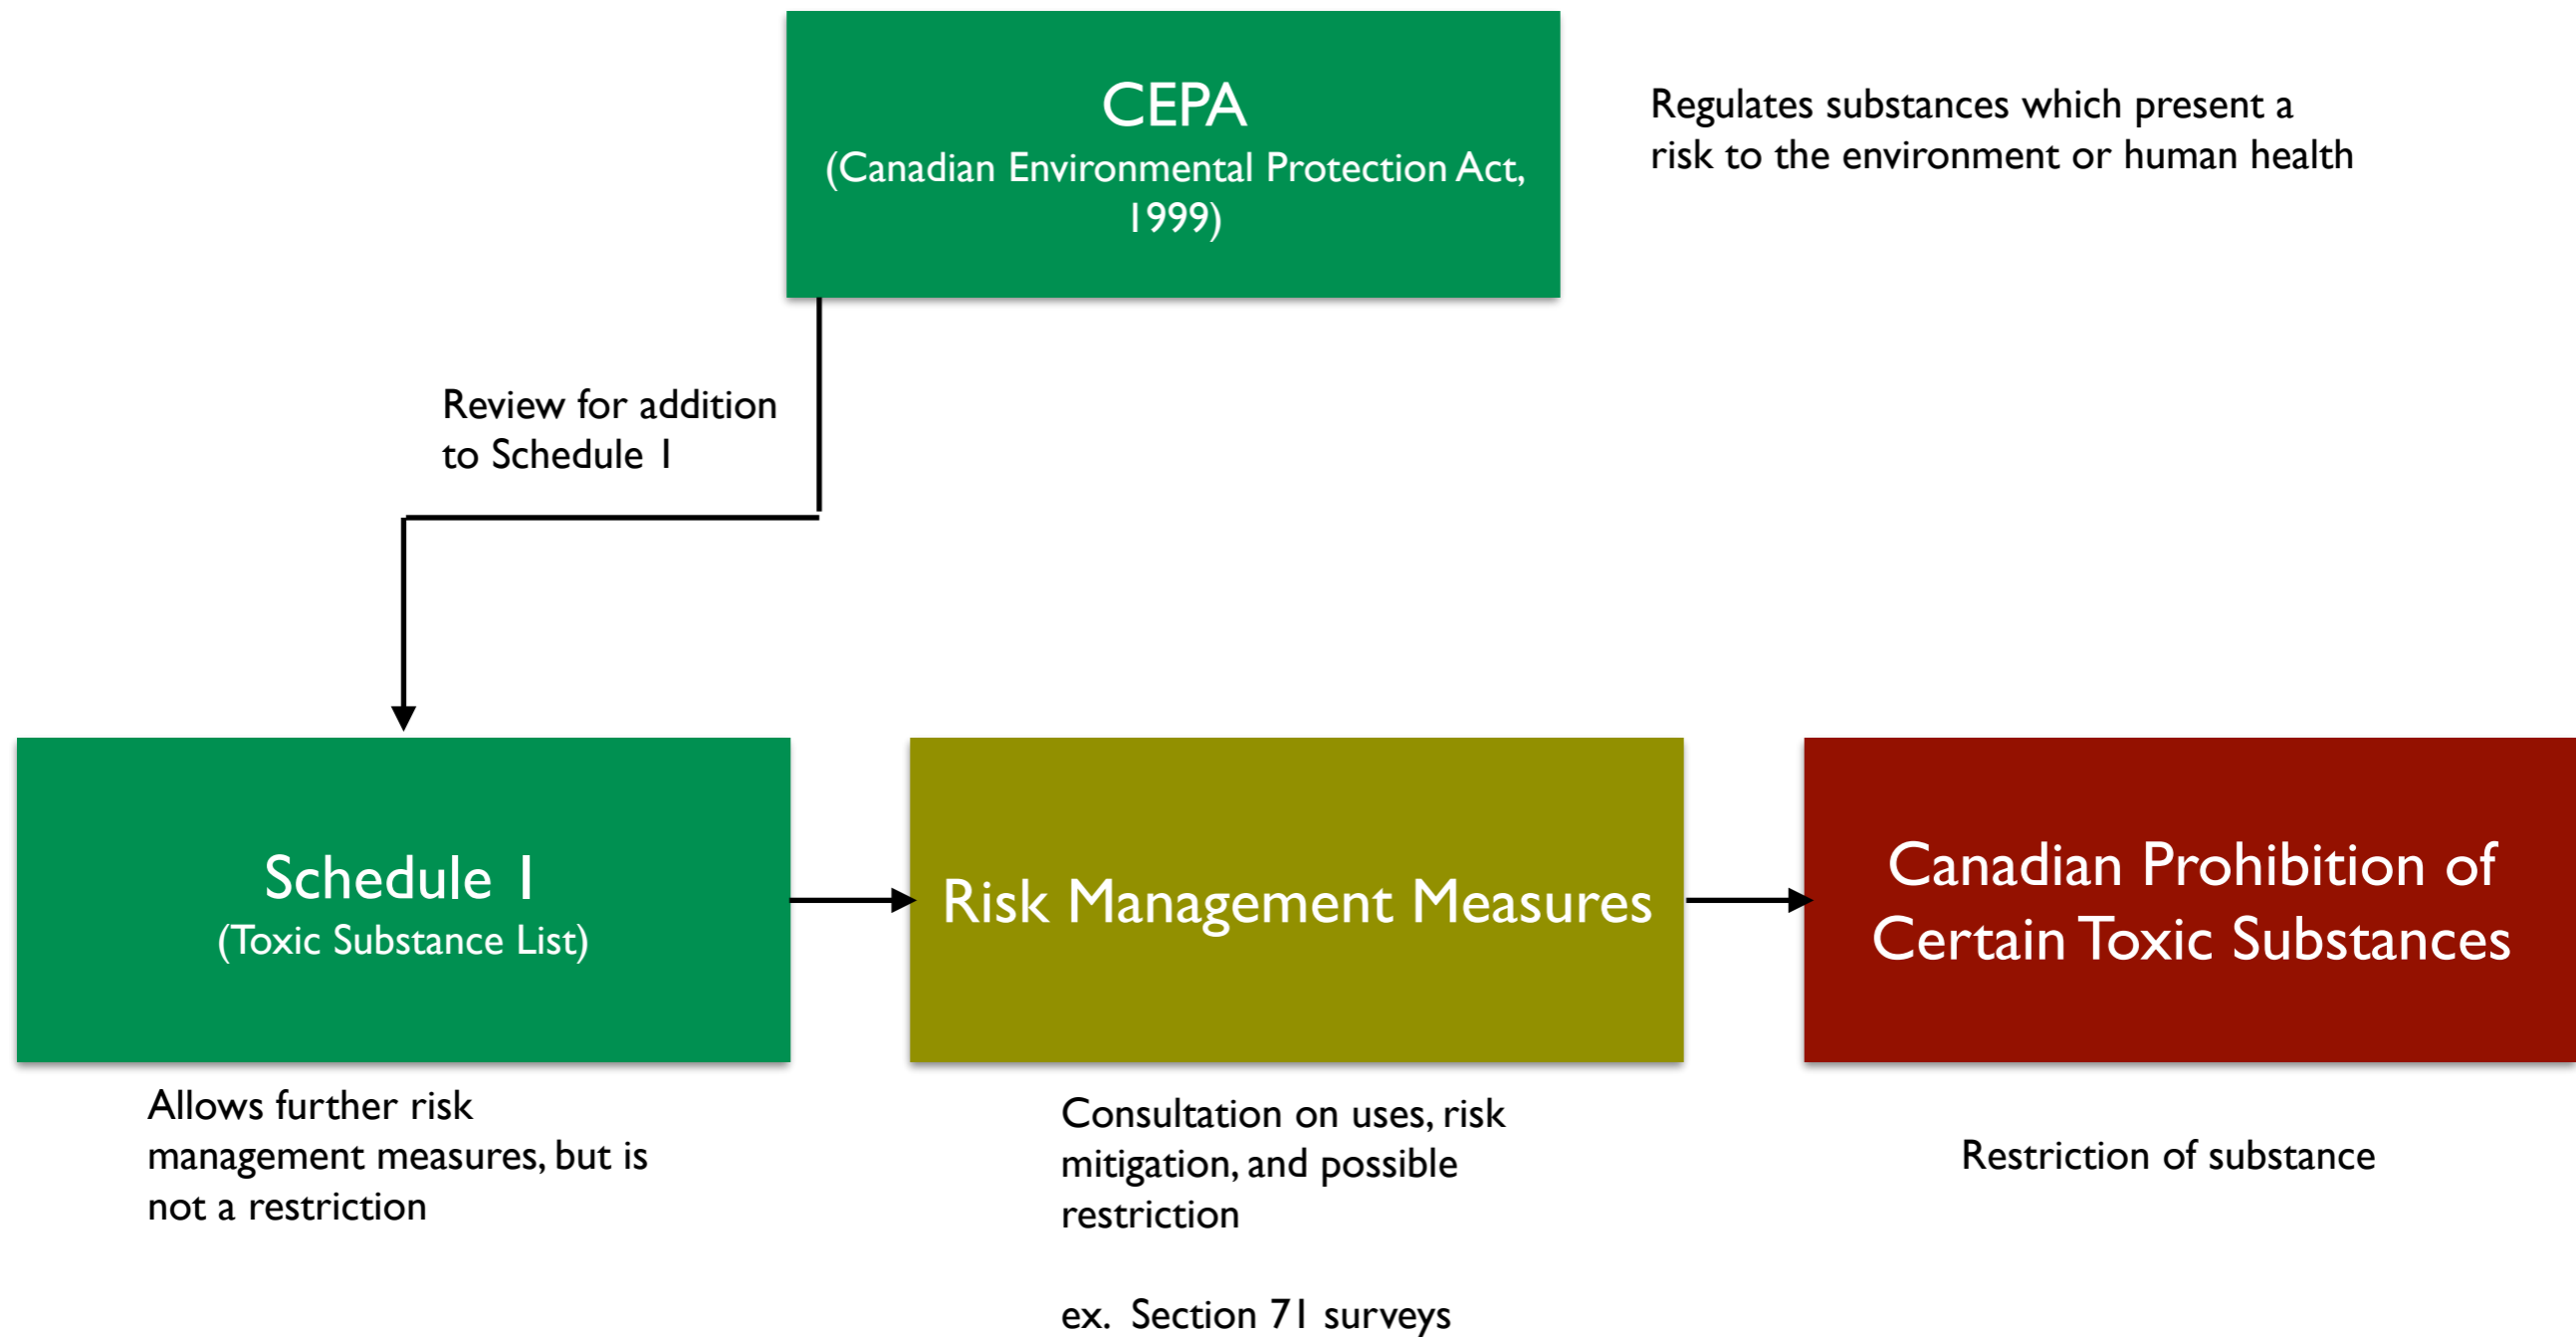 CEPA
(Canadian Environmental Protection Act,
1999)
Regulates substances which present a
risk to the environment or human health
Review for addition
to Schedule 1
Schedule 1
(Toxic Substance List)
Risk Management Measures
Canadian Prohibition of
Certain Toxic Substances
Allows further risk
management measures, but is
not a restriction
Consultation on uses, risk
mitigation, and possible
restriction
ex. Section 71 surveys
Restriction of substance